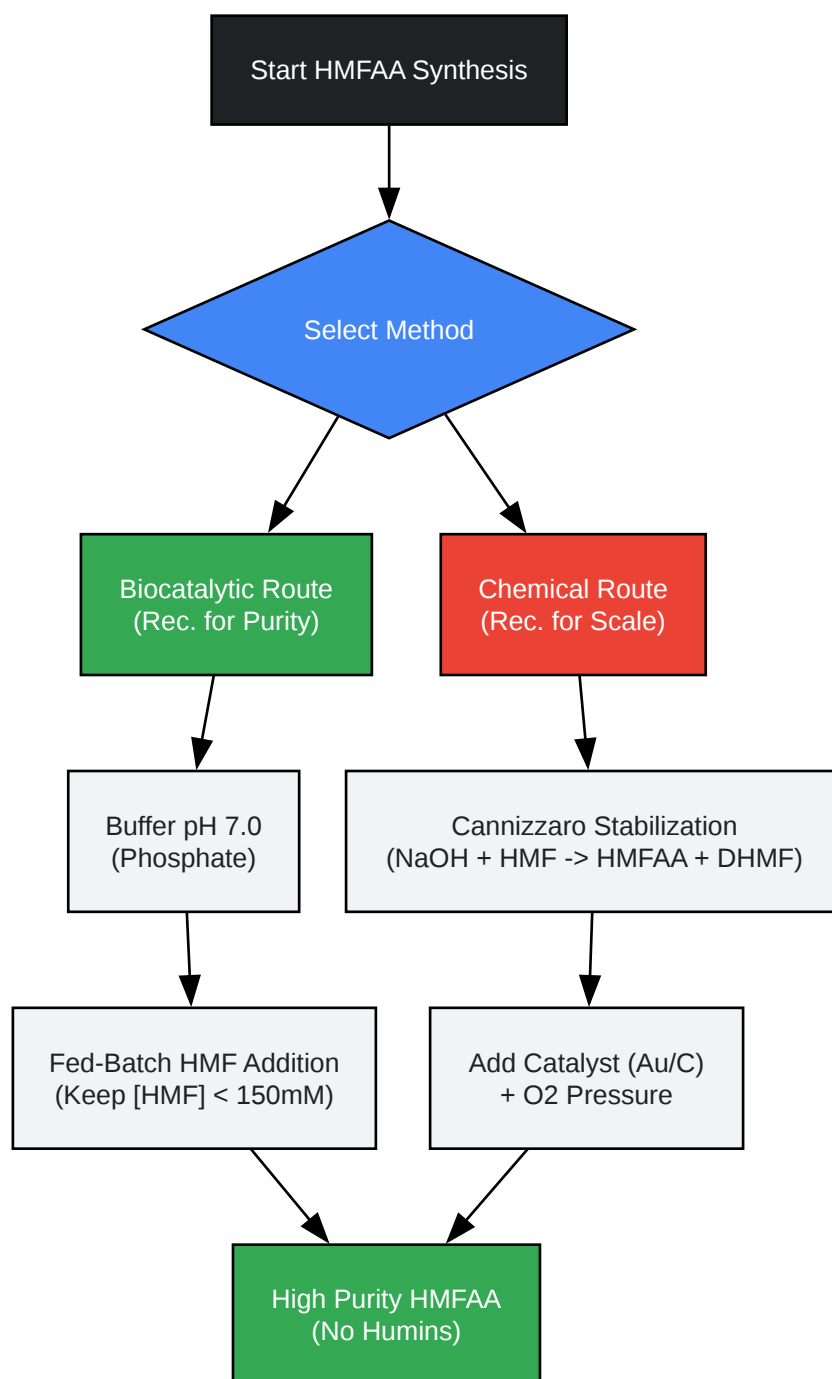 Start HMFAA Synthesis
Select Method
Biocatalytic Route
(Rec. for Purity)
Chemical Route
(Rec. for Scale)
Buffer pH 7.0
(Phosphate)
Cannizzaro Stabilization
(NaOH + HMF -> HMFAA + DHMF)
Fed-Batch HMF Addition
(Keep [HMF] < 150mM)
Add Catalyst (Au/C)
+ O2 Pressure
High Purity HMFAA
(No Humins)